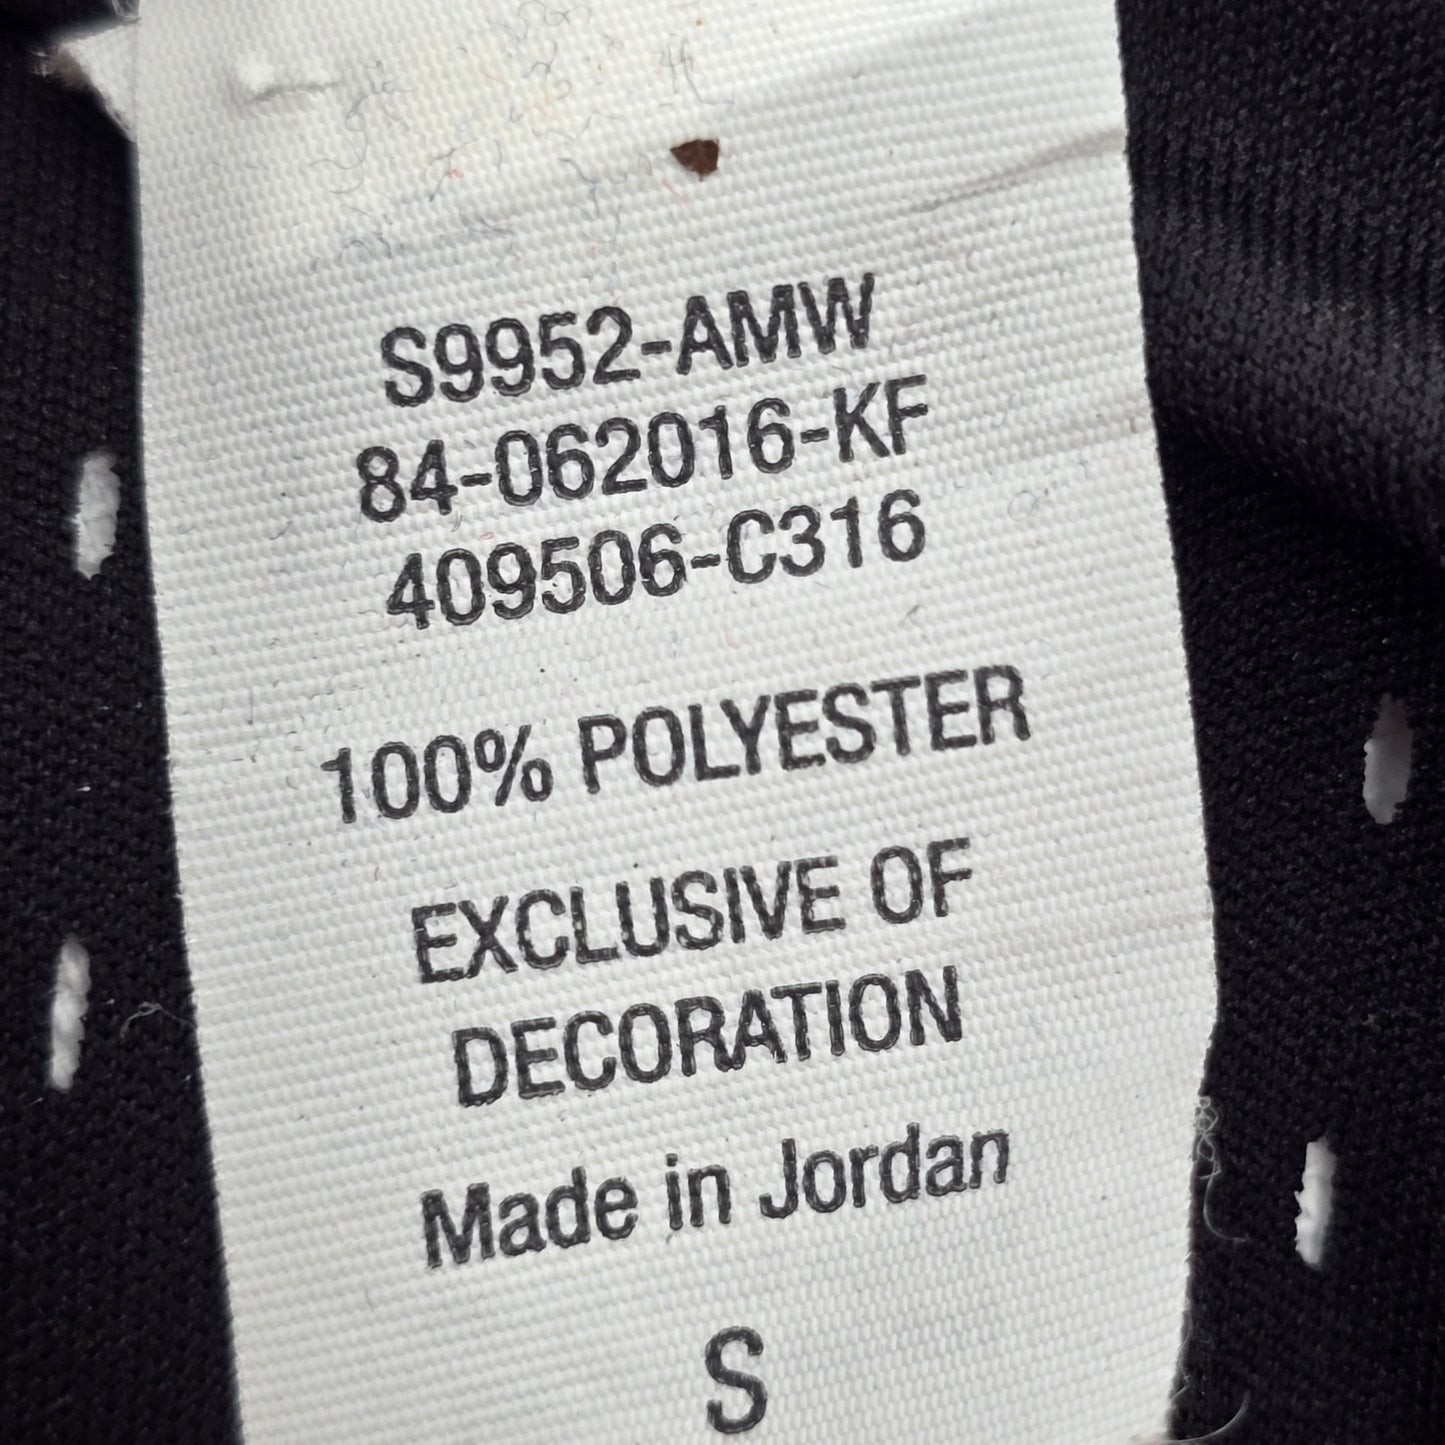 S9952-AMW
84-062016-KF
409506-C316
100% POLYESTER
EXCLUSIVE OF
DECORATION
Made in Jordan
S